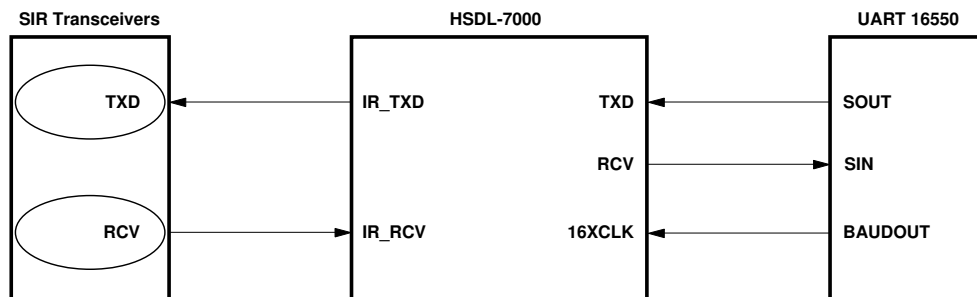 SIR Transceivers HSDL-7000 UART 16550
TXD IR_TXD TXD SOUT
RCV SIN
RCV IR_RCV 16XCLK BAUDOUT